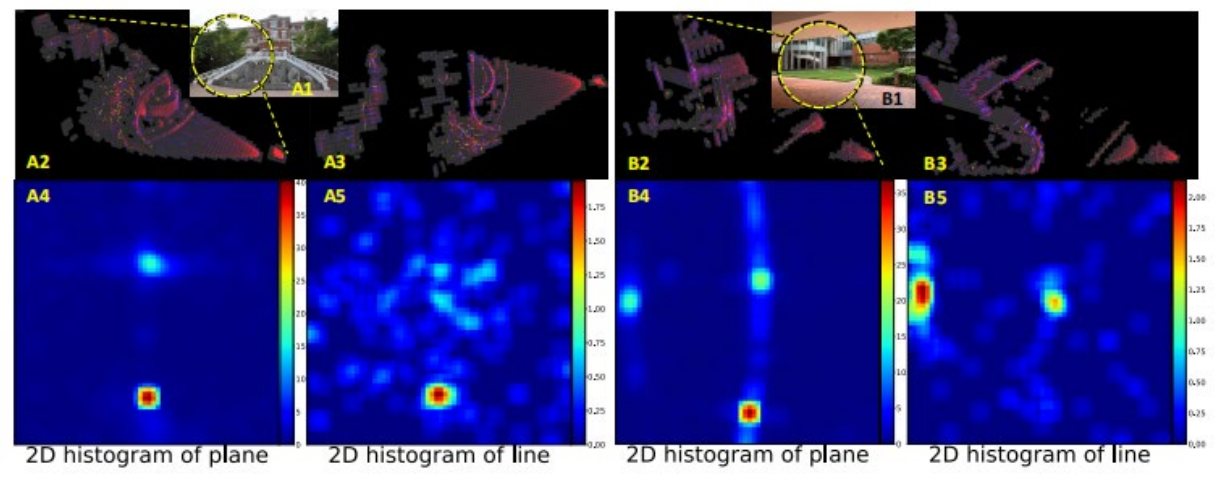 A1
B1
A2
A3
B2
B3
A4
40
35
30
25
20
15
10
5
0
A5
1.75
1.50
1.25
1.00
0.75
0.50
0.25
0.00
B4
35
30
25
20
15
10
5
0
B5
2.00
1.75
1.50
1.25
1.00
0.75
0.50
0.25
0.00
2D histogram of plane
2D histogram of line
2D histogram of plane
2D histogram of line